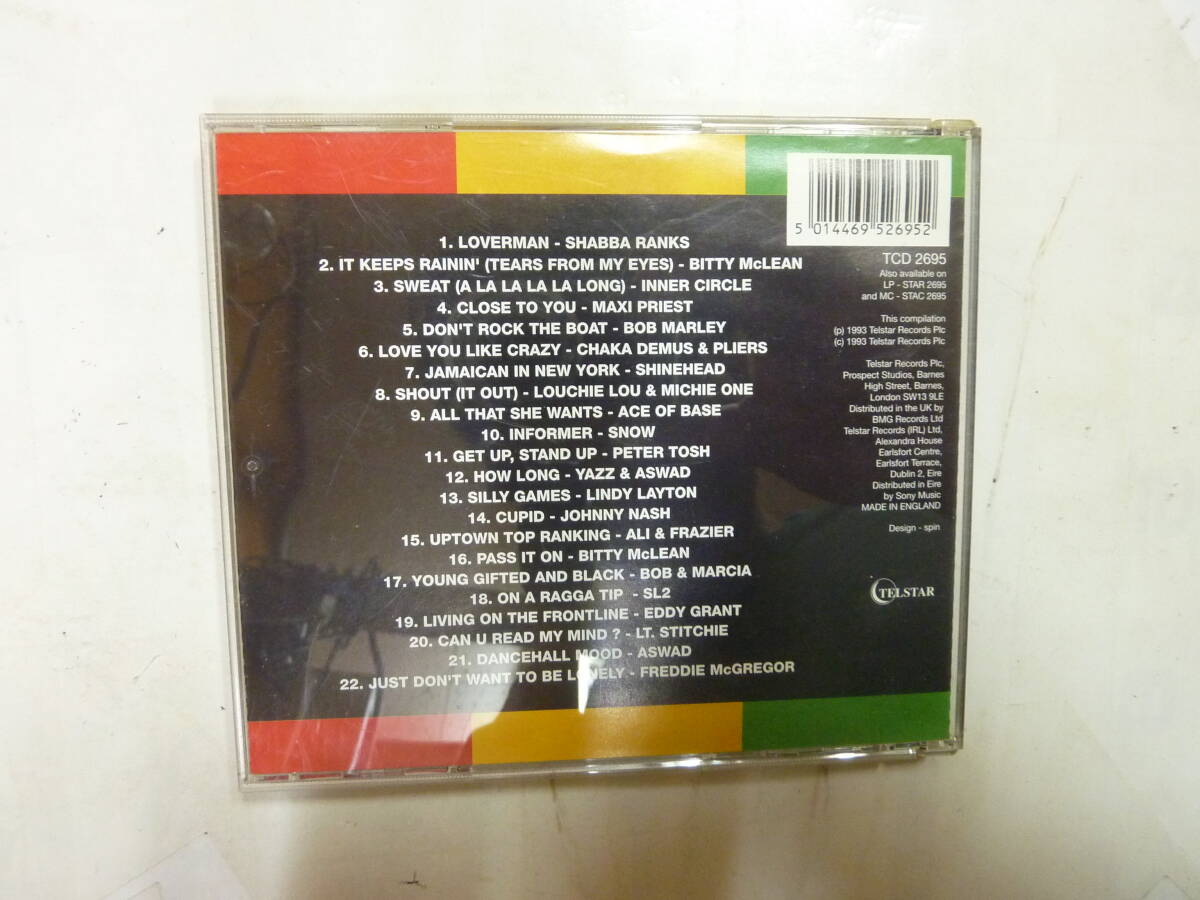 1. LOVERMAN - SHABBA RANKS
2. IT KEEPS RAININ' (TEARS FROM MY EYES) - BITTY McLEAN
3. SWEAT (A LA LA LA LA LONG) - INNER CIRCLE
4. CLOSE TO YOU - MAXI PRIEST
5. DON'T ROCK THE BOAT - BOB MARLEY
6. LOVE YOU LIKE CRAZY - CHAKA DEMUS & PLIERS
7. JAMAICAN IN NEW YORK - SHINEHEAD
8. SHOUT (IT OUT) - LOUCHIE LOU & MICHIE ONE
9. ALL THAT SHE WANTS - ACE OF BASE
10. INFORMER - SNOW
11. GET UP, STAND UP - PETER TOSH
12. HOW LONG - YAZZ & ASWAD
13. SILLY GAMES - LINDY LAYTON
14. CUPID - JOHNNY NASH
15. UPTOWN TOP RANKING - ALI & FRAZIER
16. PASS IT ON - BITTY McLEAN
17. YOUNG GIFTED AND BLACK - BOB & MARCIA
18. ON A RAGGA TIP - SL2
19. LIVING ON THE FRONTLINE - EDDY GRANT
20. CAN U READ MY MIND ? - LT. STITCHIE
21. DANCEHALL MOOD - ASWAD
22. JUST DON'T WANT TO BE LONELY - FREDDIE McGREGOR
5 014469 526952
TCD 2695
Also available on
LP - STAR 2695
and MC - STAC 2695
This compilation
(p) 1993 Telstar Records Plc
(c) 1993 Telstar Records Plc
Telstar Records Plc,
Prospect Studios, Barnes
High Street, Barnes,
London SW13 9LE
Distributed in the UK by
BMG Records Ltd
Telstar Records (IRL) Ltd,
Alexandra House
Earlsfort Centre,
Earlsfort Terrace,
Dublin 2, Eire
Distributed in Eire
by Sony Music
MADE IN ENGLAND
Design - spin
TELSTAR